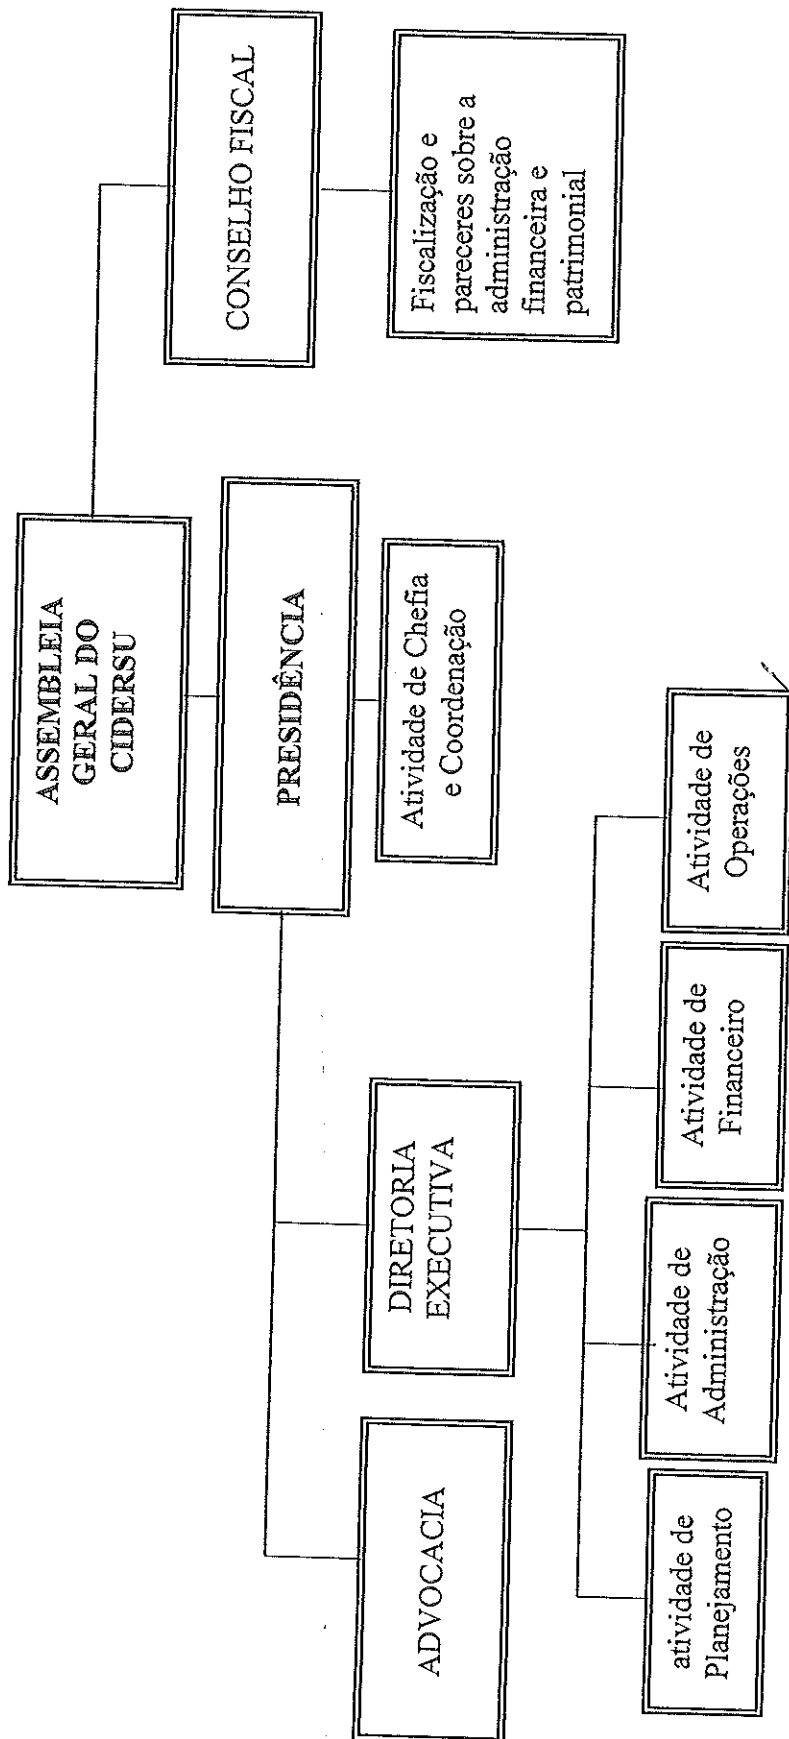 ASSEMBLEIA
GERAL DO
CIDERSU
CONSELHO FISCAL
PRESIDÊNCIA
Fiscalização e
pareceres sobre a
administração
financeira e
patrimonial
Atividade de Chefia
e Coordenação
ADVOCACIA
DIRETORIA
EXECUTIVA
atividade de
Planejamento
Atividade de
Administração
Atividade de
Financeiro
Atividade de
Operações